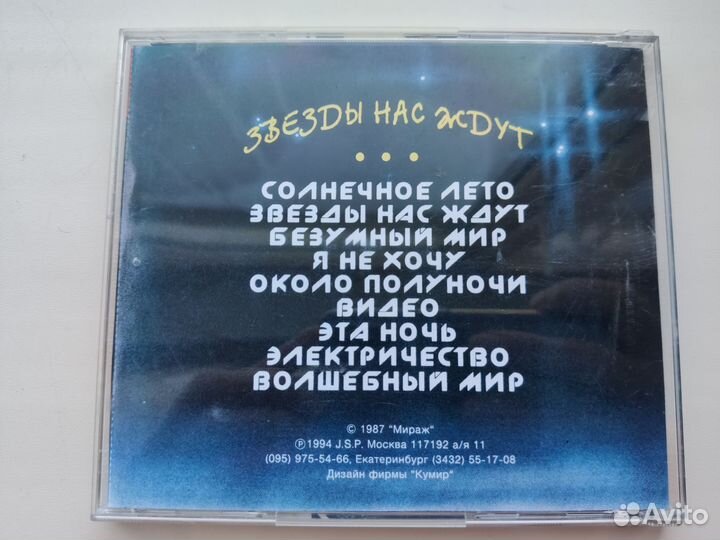 ЗВЕЗДЫ НАС ЖДУТ
...
СОЛНЕЧНОЕ ЛЕТО
ЗВЕЗДЫ НАС ЖДУТ
БЕЗУМНЫЙ МИР
Я НЕ ХОЧУ
ОКОЛО ПОЛУНОЧИ
ВИДЕО
ЭТА НОЧЬ
ЭЛЕКТРИЧЕСТВО
ВОЛШЕБНЫЙ МИР
© 1987 "Мираж"
℗1994 J.S.P. Москва 117192 а/я 11
(095) 975-54-66, Екатеринбург (3432) 55-17-08
Дизайн фирмы "Кумир"
Avito